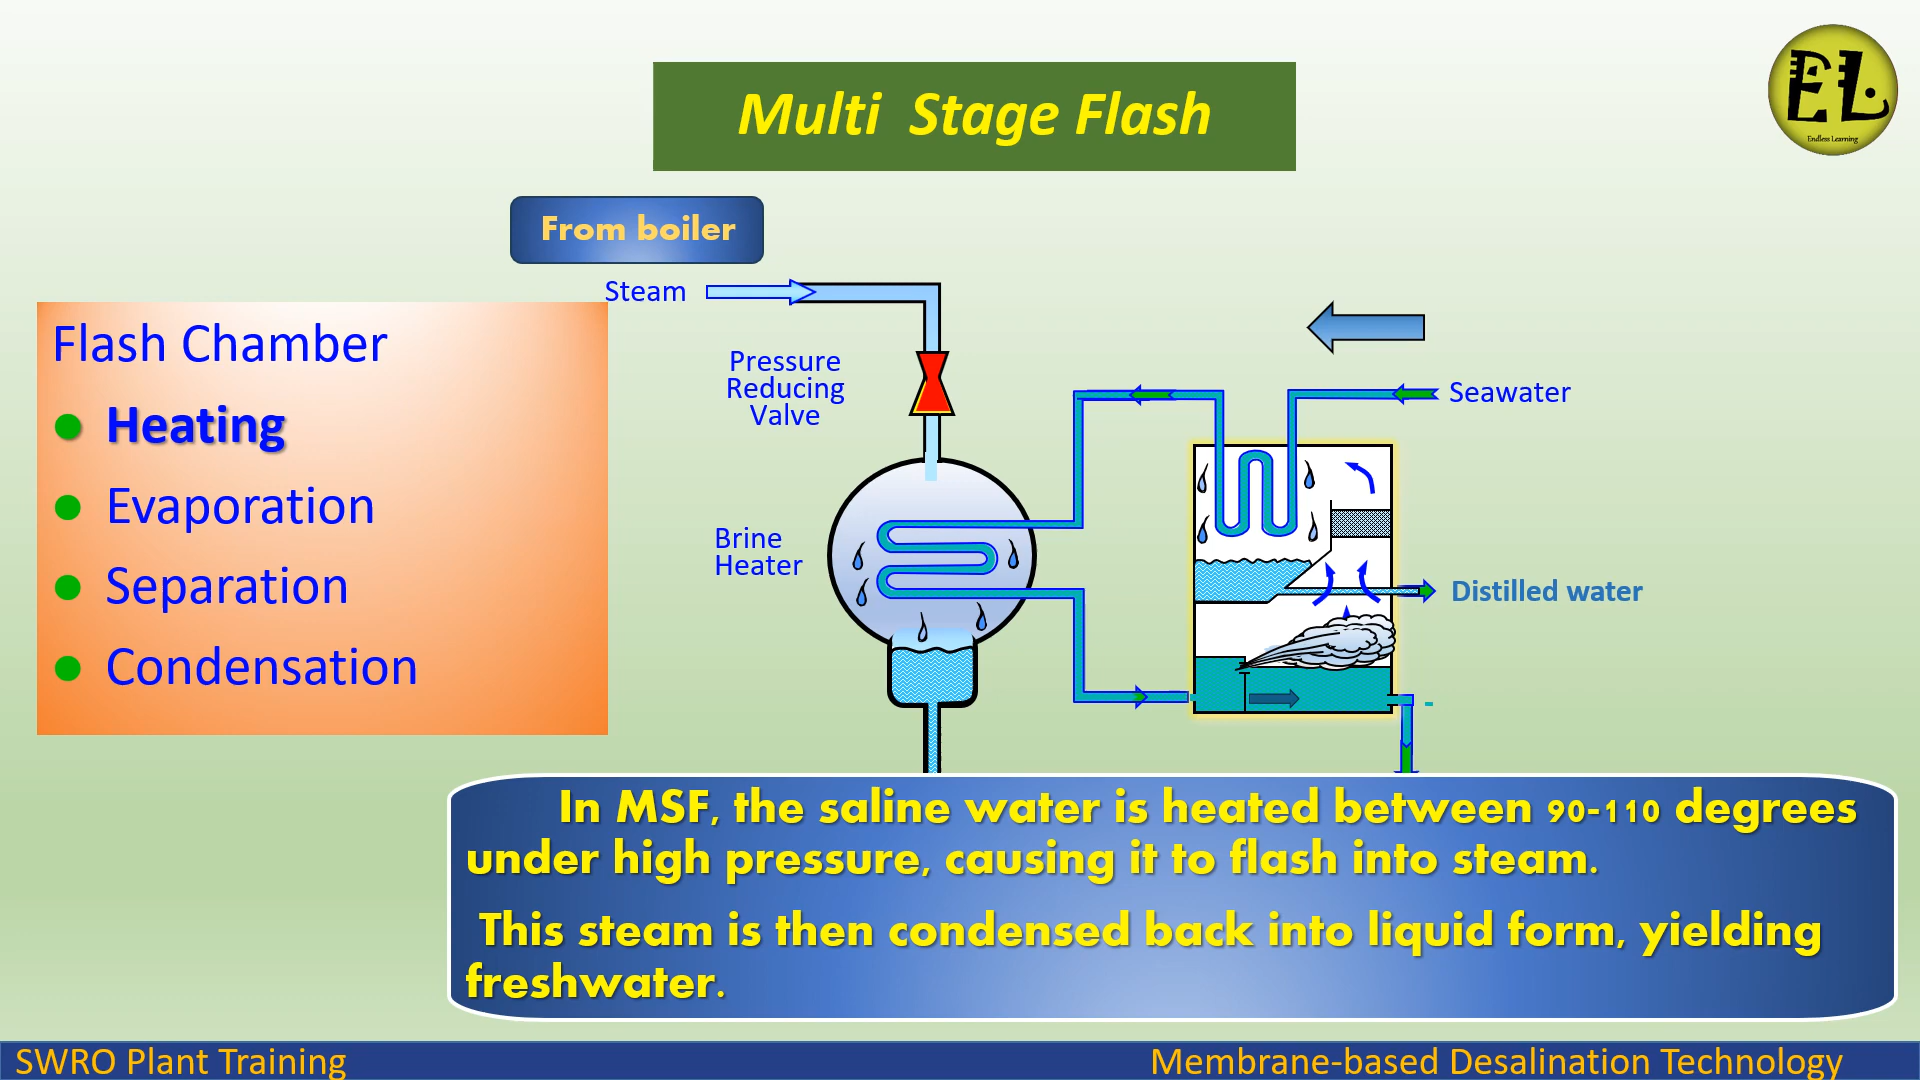 Multi Stage Flash
EL
Endless Learning
From boiler
Steam
Flash Chamber
Heating
Evaporation
Separation
Condensation
Pressure
Reducing
Valve
Seawater
Brine
Heater
Distilled water
In MSF, the saline water is heated between 90-110 degrees
under high pressure, causing it to flash into steam.
This steam is then condensed back into liquid form, yielding
freshwater.
SWRO Plant Training
Membrane-based Desalination Technology